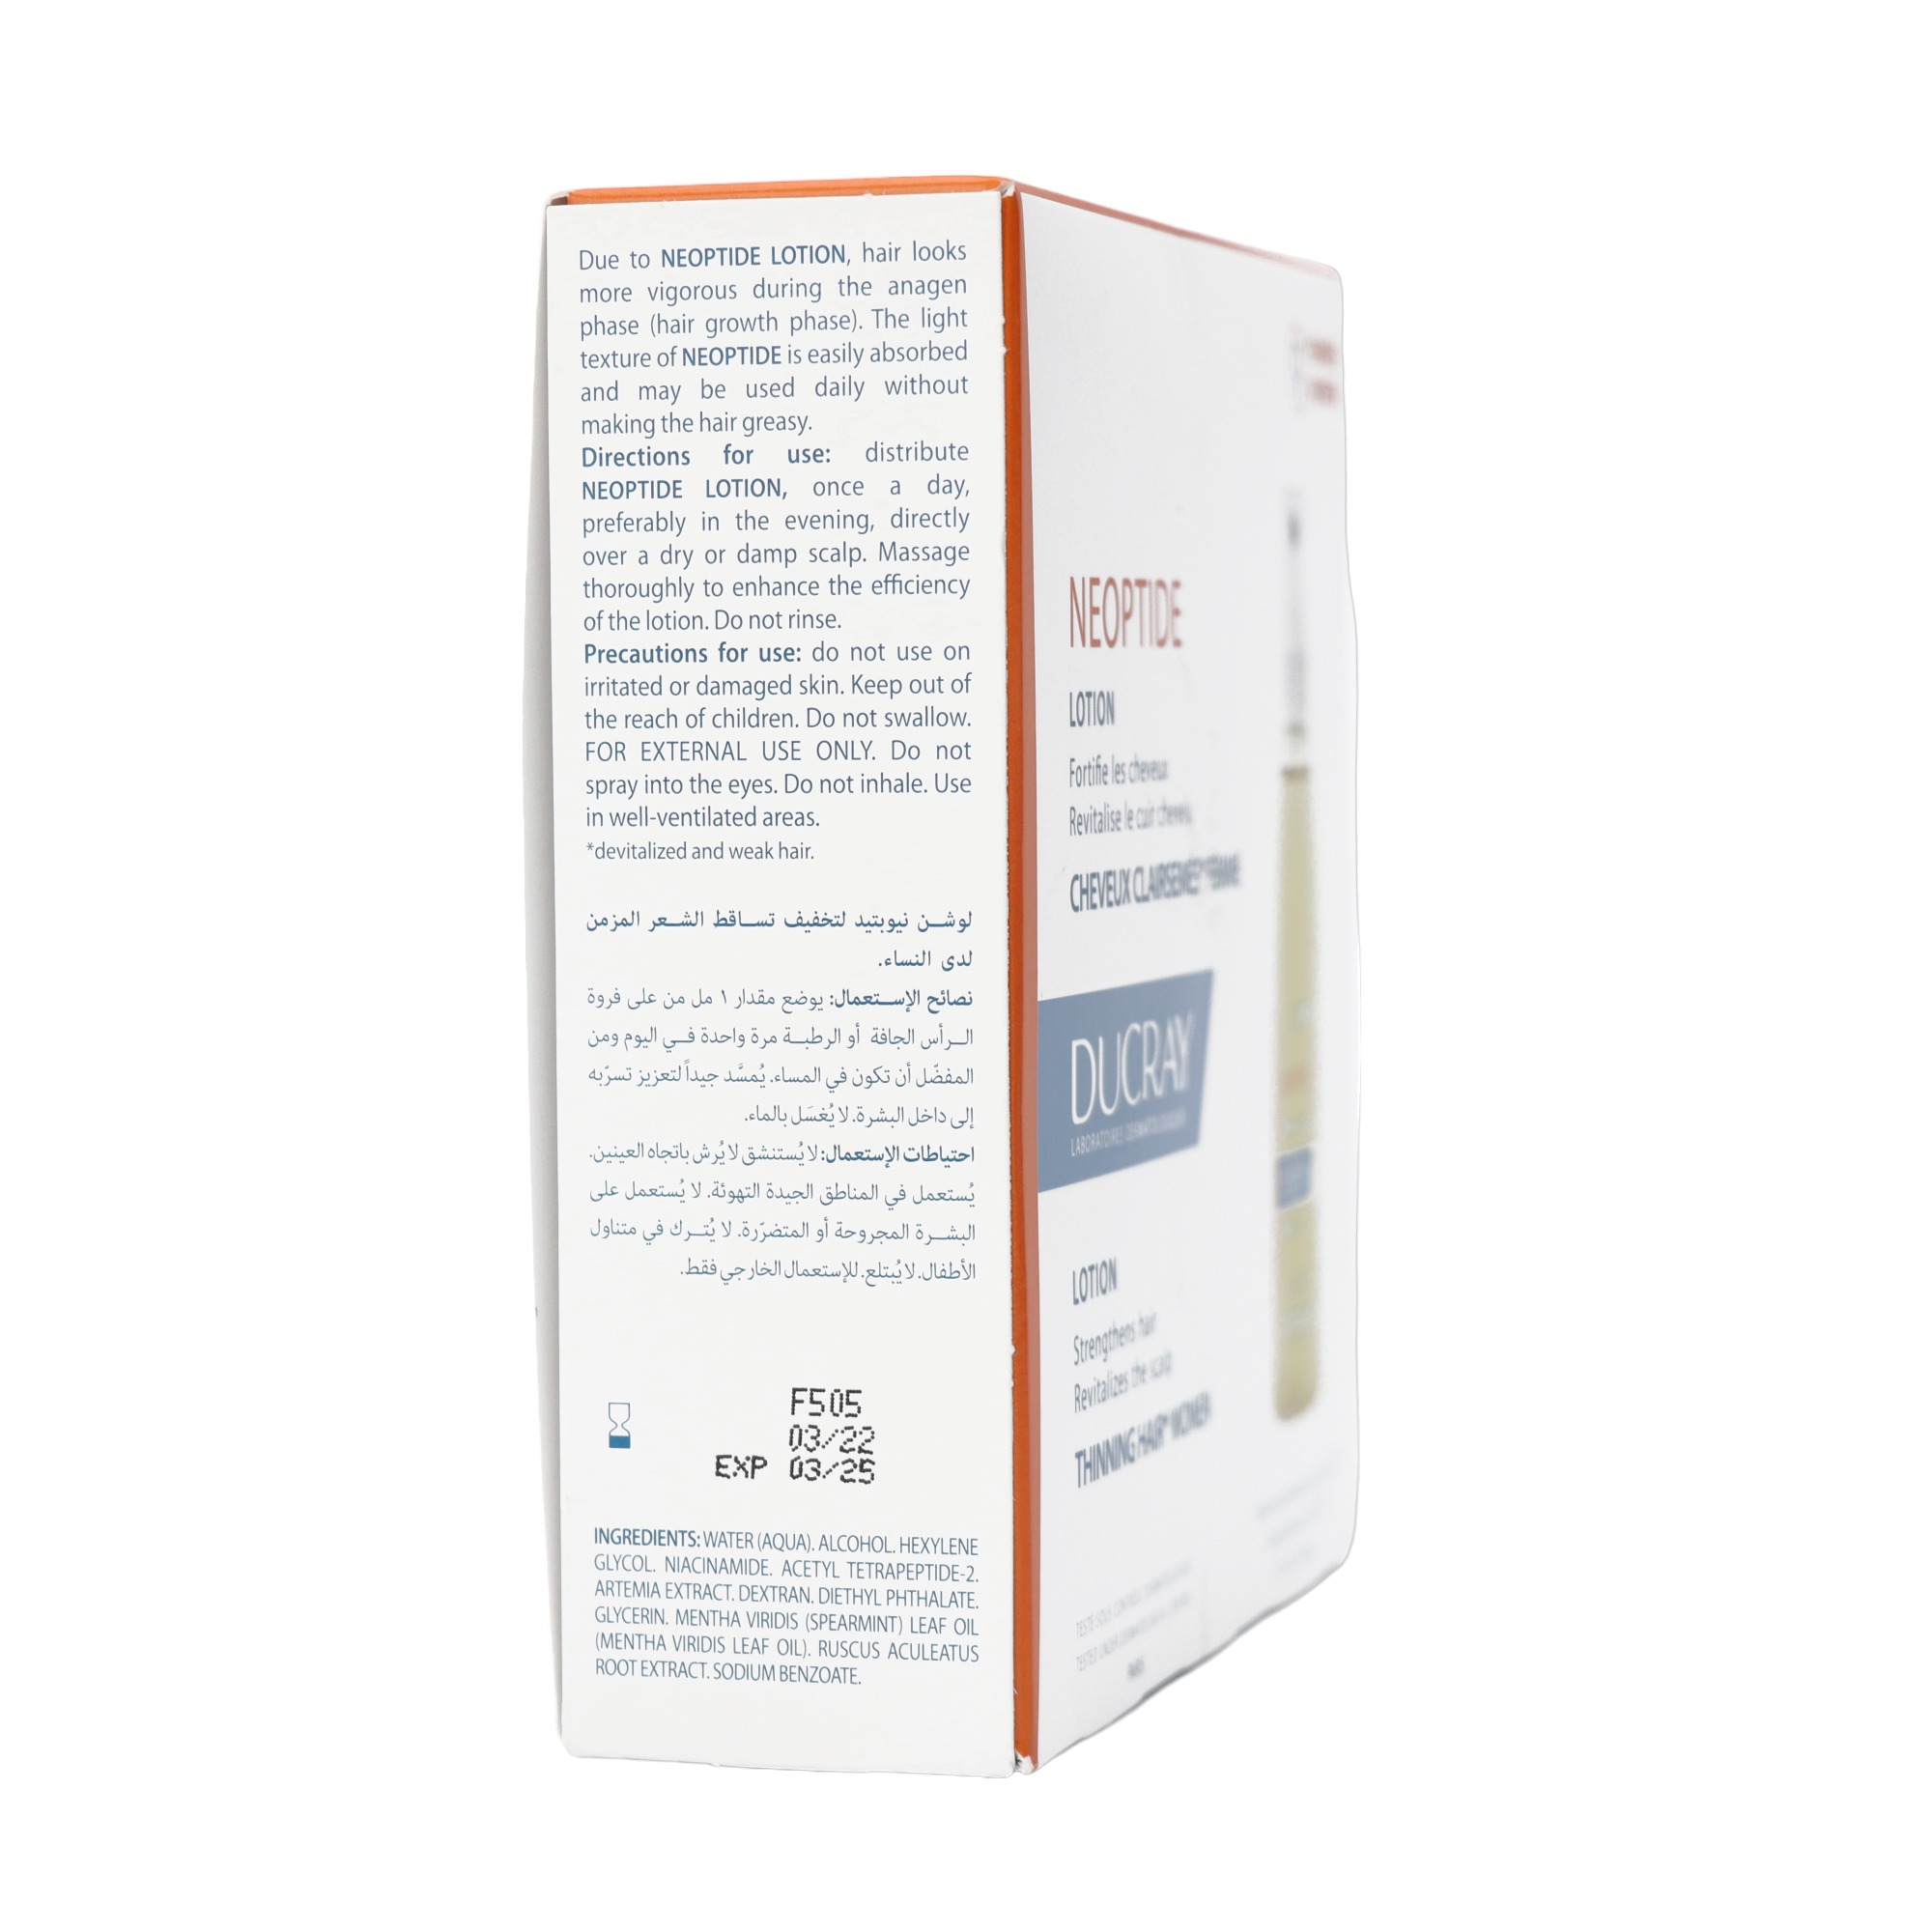 Due to NEOPTIDE LOTION, hair looks
more vigorous during the anagen
phase (hair growth phase). The light
texture of NEOPTIDE is easily absorbed
and may be used daily without
making the hair greasy.
Directions for use: distribute
NEOPTIDE LOTION, once a day,
preferably in the evening, directly
over a dry or damp scalp. Massage
thoroughly to enhance the efficiency
of the lotion. Do not rinse.
Precautions for use: do not use on
irritated or damaged skin. Keep out of
the reach of children. Do not swallow.
FOR EXTERNAL USE ONLY. Do not
spray into the eyes. Do not inhale. Use
in well-ventilated areas.
*devitalized and weak hair.
لوشن نيوبتيد لتخفيف تساقط الشعر المزمن
لدى النساء.
نصائح الإستعمال: يوضع مقدار ١ مل من على فروة
الرأس الجافة أو الرطبة مرة واحدة في اليوم ومن
المفضّل أن تكون في المساء. يُمسَّد جيداً لتعزيز تسرّبه
إلى داخل البشرة. لا يُغسَل بالماء.
احتياطات الإستعمال: لا يُستنشق لا يُرش باتجاه العينين.
يُستعمل في المناطق الجيدة التهوئة. لا يُستعمل على
البشرة المجروحة أو المتضرّرة. لا يُترك في متناول
الأطفال. لا يُبتلع. للإستعمال الخارجي فقط.
F505
03/22
EXP 03/25
INGREDIENTS: WATER (AQUA). ALCOHOL. HEXYLENE
GLYCOL. NIACINAMIDE. ACETYL TETRAPEPTIDE-2.
ARTEMIA EXTRACT. DEXTRAN. DIETHYL PHTHALATE.
GLYCERIN. MENTHA VIRIDIS (SPEARMINT) LEAF OIL
(MENTHA VIRIDIS LEAF OIL). RUSCUS ACULEATUS
ROOT EXTRACT. SODIUM BENZOATE.
NEOPTIDE
LOTION
Fortifie les cheveux
Revitalise le cuir chevelu
CHEVEUX CLAIRSEMÉS* FEMME
DUCRAY
LABORATOIRES DERMATOLOGIQUES
LOTION
Strengthens hair
Revitalizes the scalp
THINNING HAIR* WOMEN